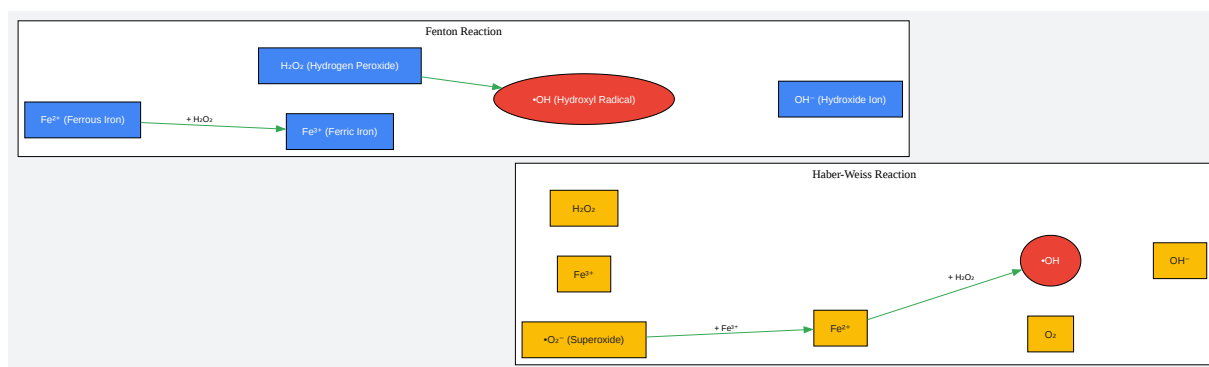 Fenton Reaction
H₂O₂ (Hydrogen Peroxide)
•OH (Hydroxyl Radical)
OH⁻ (Hydroxide Ion)
Fe²⁺ (Ferrous Iron)
+ H₂O₂
Fe³⁺ (Ferric Iron)
Haber-Weiss Reaction
H₂O₂
Fe³⁺
•OH
OH⁻
+ H₂O₂
•O₂⁻ (Superoxide)
+ Fe³⁺
Fe²⁺
O₂